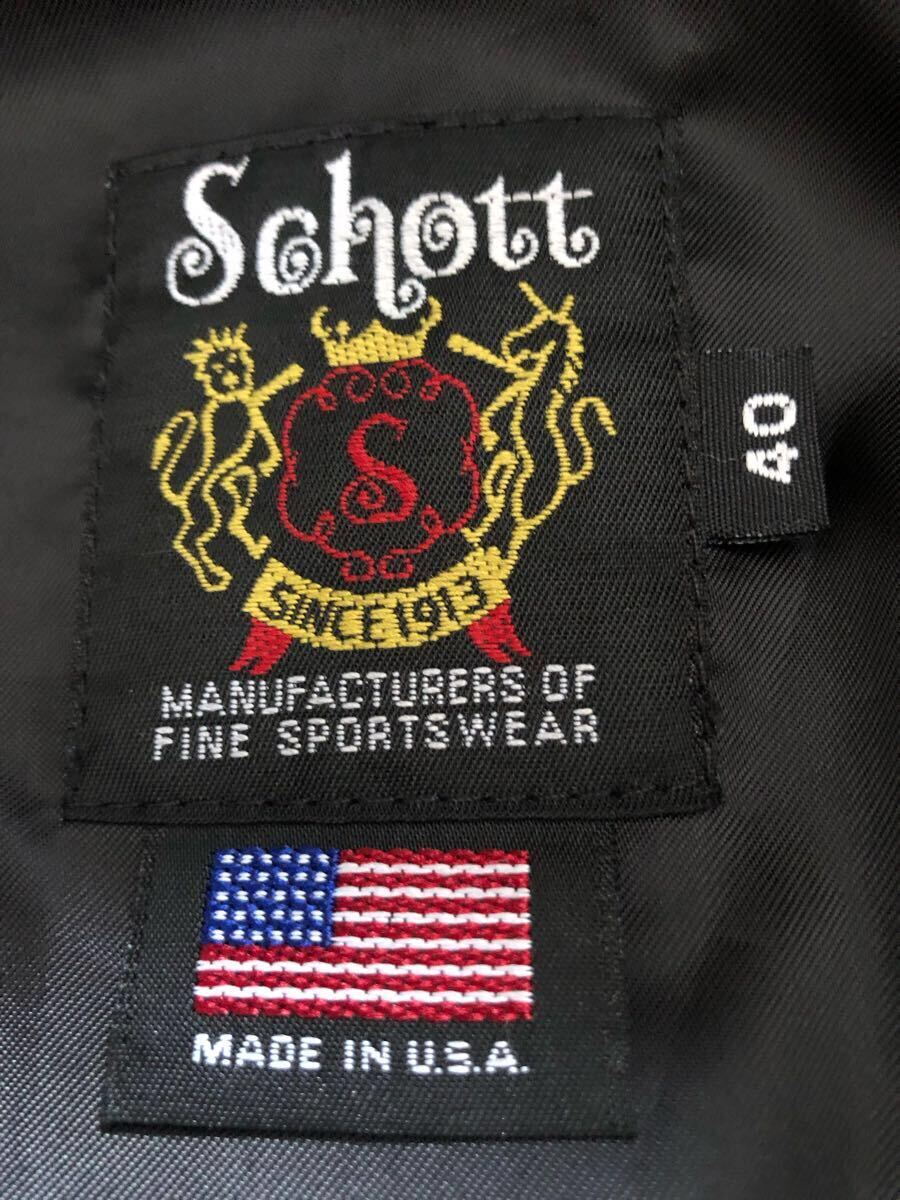 Schott
S
SINCE 1913
MANUFACTURERS OF
FINE SPORTSWEAR
40
MADE IN U.S.A.